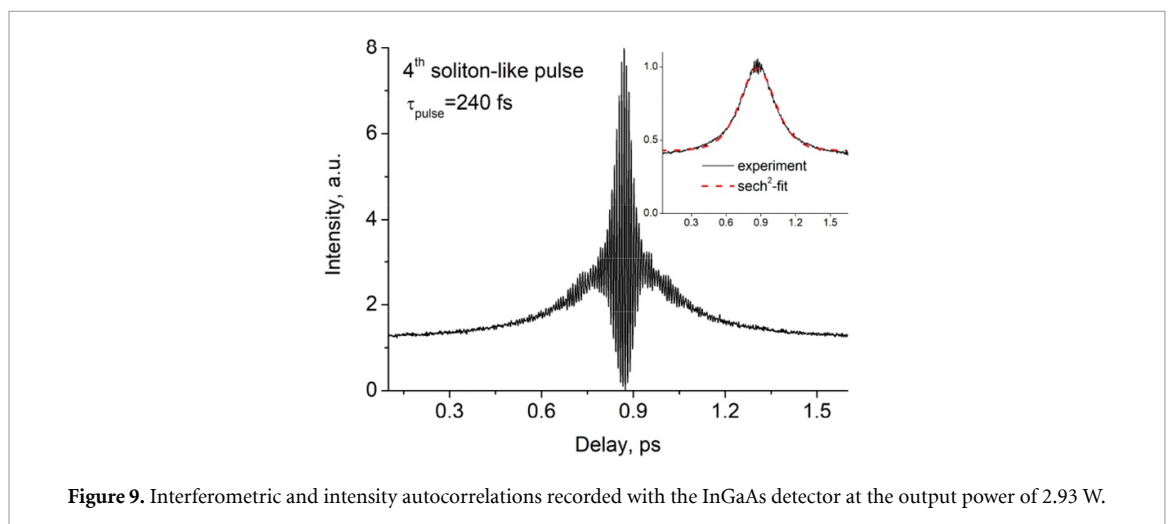 8
6
4
2
0
Intensity, a.u.
4th soliton-like pulse
τpulse=240 fs
1.0
0.5
0.0
experiment
sech²-fit
0.3 0.6 0.9 1.2 1.5
0.3 0.6 0.9 1.2 1.5
Delay, ps
Figure 9. Interferometric and intensity autocorrelations recorded with the InGaAs detector at the output power of 2.93 W.